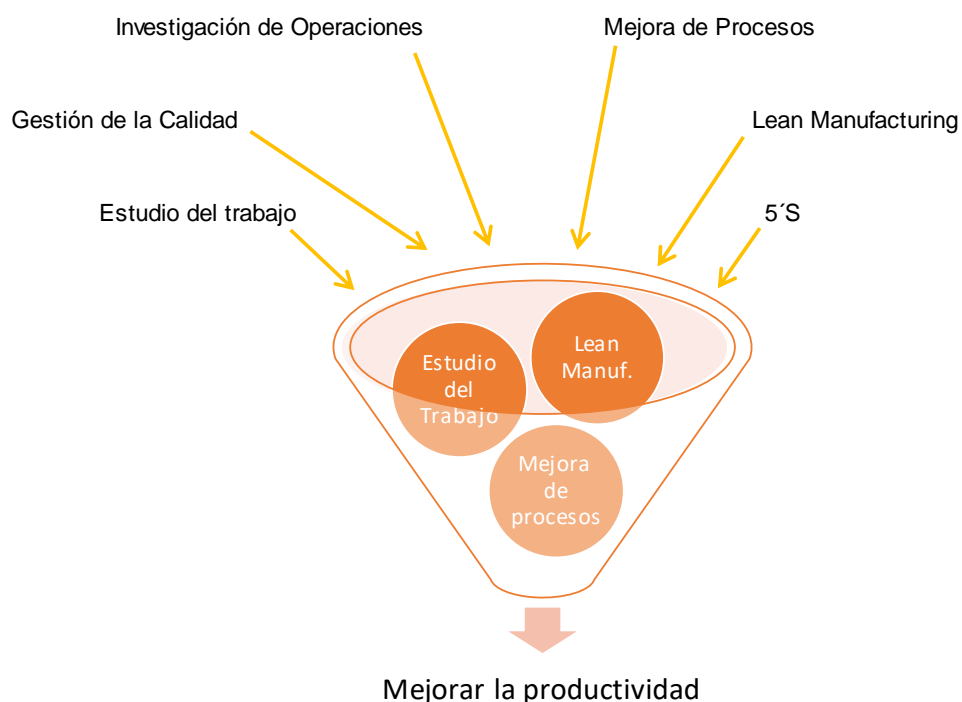 Investigación de Operaciones
Mejora de Procesos
Gestión de la Calidad
Lean Manufacturing
Estudio del trabajo
5´S
Estudio
del
Trabajo
Lean
Manuf.
Mejora
de
procesos
Mejorar la productividad